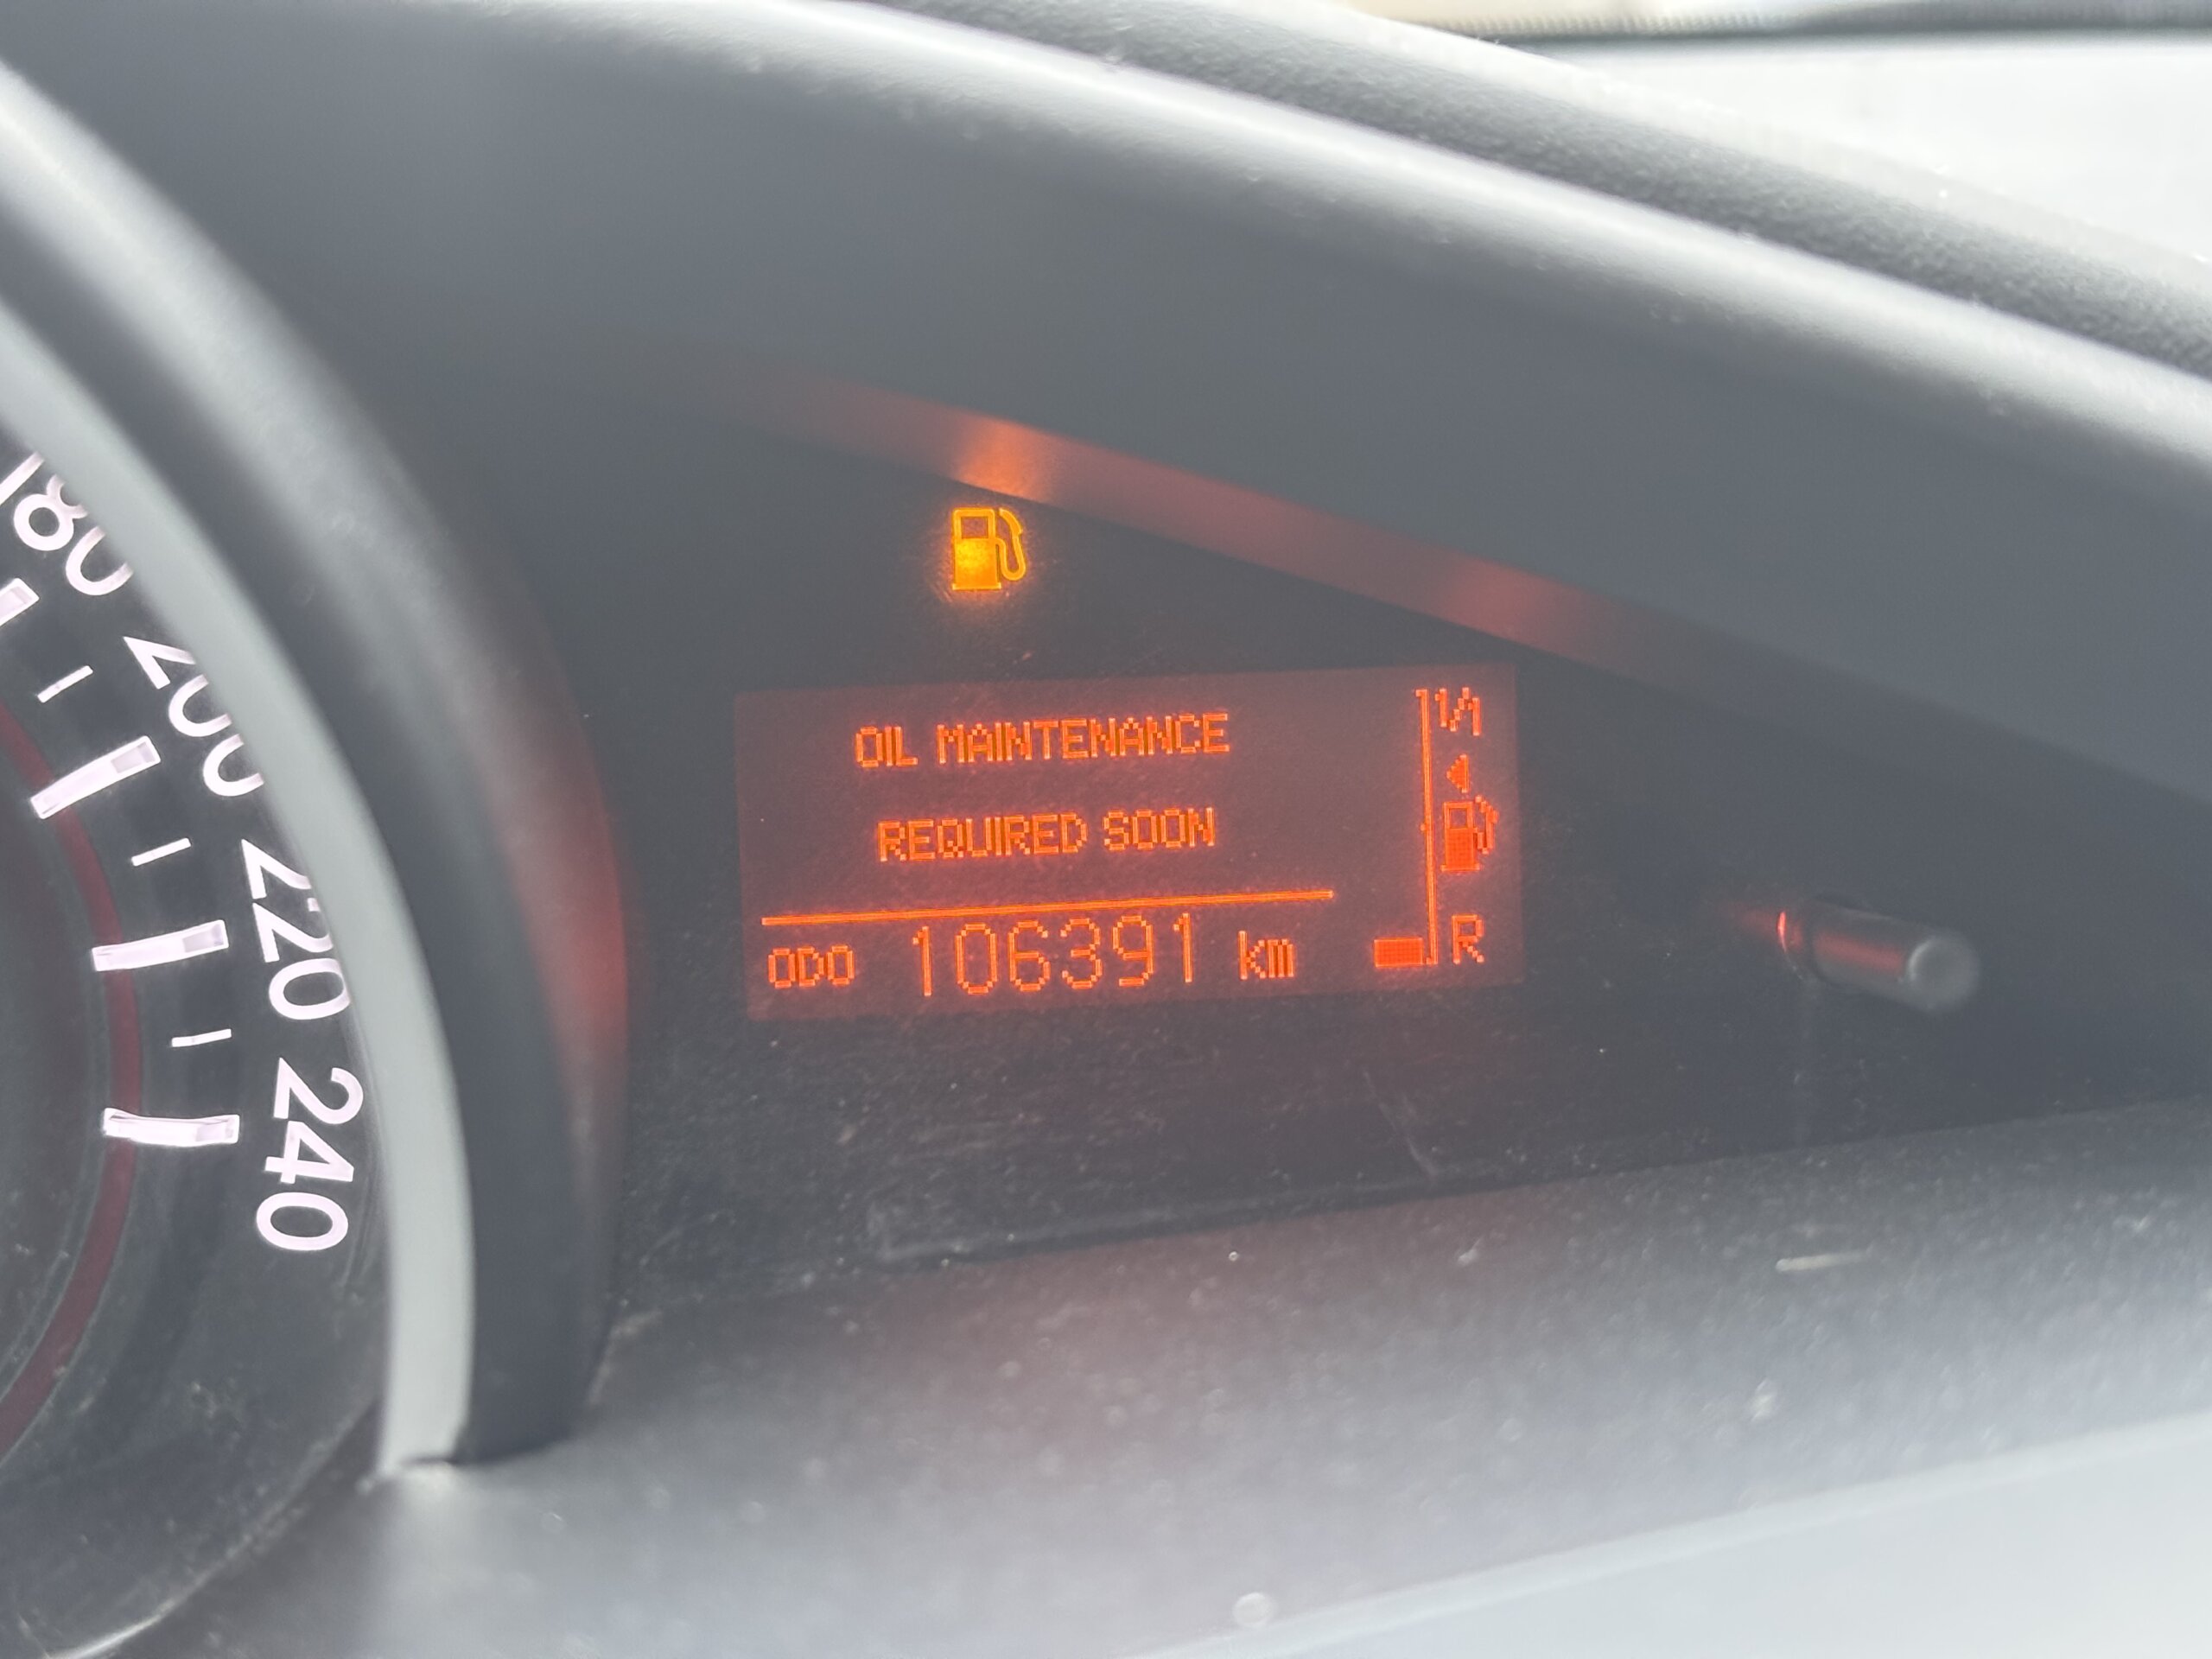 180
200
220
240
OIL MAINTENANCE
REQUIRED SOON
ODO 106391 km
1/1
R